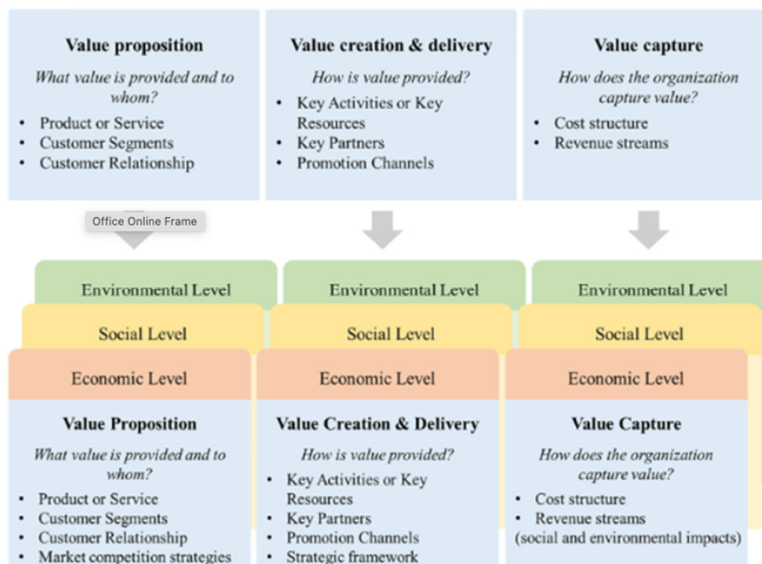 Value proposition
What value is provided and to
whom?
• Product or Service
• Customer Segments
• Customer Relationship
Value creation & delivery
How is value provided?
• Key Activities or Key
Resources
• Key Partners
• Promotion Channels
Value capture
How does the organization
capture value?
• Cost structure
• Revenue streams
Office Online Frame
Environmental Level
Social Level
Economic Level
Value Proposition
What value is provided and to
whom?
• Product or Service
• Customer Segments
• Customer Relationship
• Market competition strategies
Environmental Level
Social Level
Economic Level
Value Creation & Delivery
How is value provided?
• Key Activities or Key
Resources
• Key Partners
• Promotion Channels
• Strategic framework
Environmental Level
Social Level
Economic Level
Value Capture
How does the organization
capture value?
• Cost structure
• Revenue streams
(social and environmental impacts)